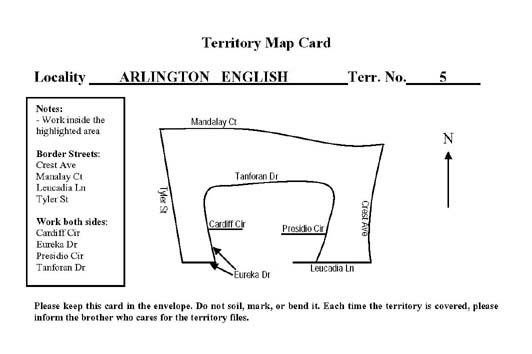 Territory Map Card
Locality ARLINGTON ENGLISH Terr. No. 5
Notes:
- Work inside the
highlighted area
Border Streets:
Crest Ave
Manalay Ct
Leucadia Ln
Tyler St
Work both sides:
Cardiff Cir
Eureka Dr
Presidio Cir
Tanforan Dr
Mandalay Ct
N
Tanforan Dr
Tyler St
Crest Ave
Cardiff Cir
Presidio Cir
Eureka Dr
Leucadia Ln
Please keep this card in the envelope. Do not soil, mark, or bend it. Each time the territory is covered, please
inform the brother who cares for the territory files.